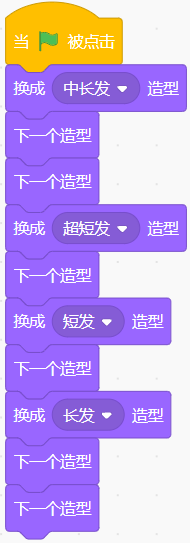 当 被点击
换成 中长发 造型
下一个造型
下一个造型
换成 超短发 造型
下一个造型
换成 短发 造型
下一个造型
换成 长发 造型
下一个造型
下一个造型